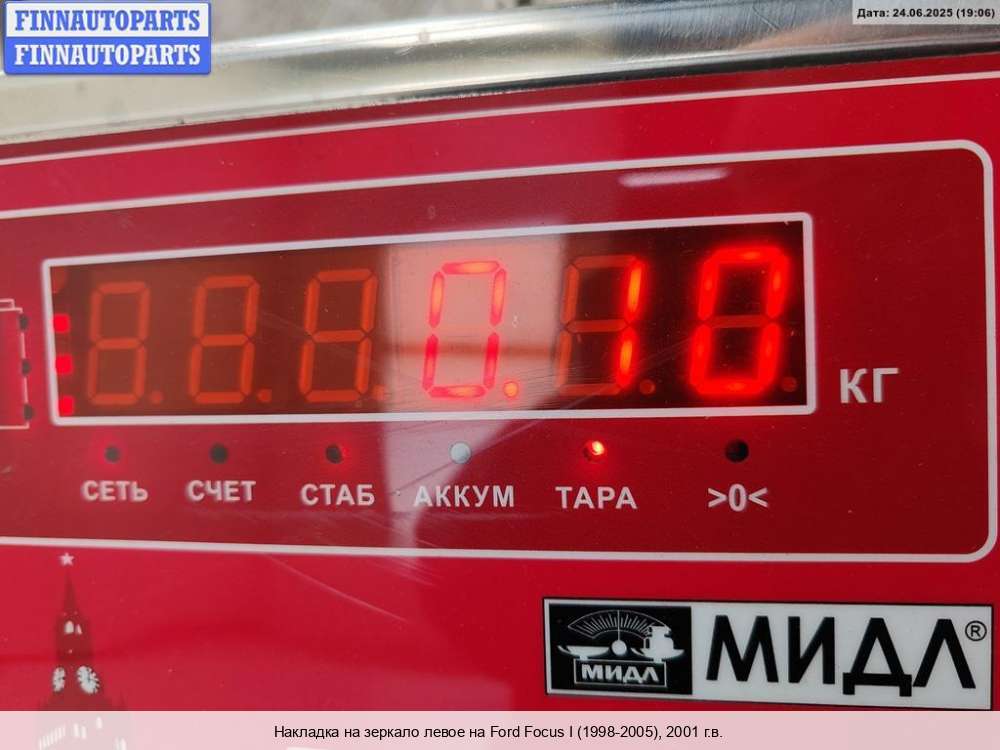 FINNAUTOPARTS
FINNAUTOPARTS
Дата: 24.06.2025 (19:06)
0.10
КГ
СЕТЬ СЧЕТ СТАБ АККУМ ТАРА >0<
МИДЛ
МИДЛ®
Накладка на зеркало левое на Ford Focus I (1998-2005), 2001 г.в.